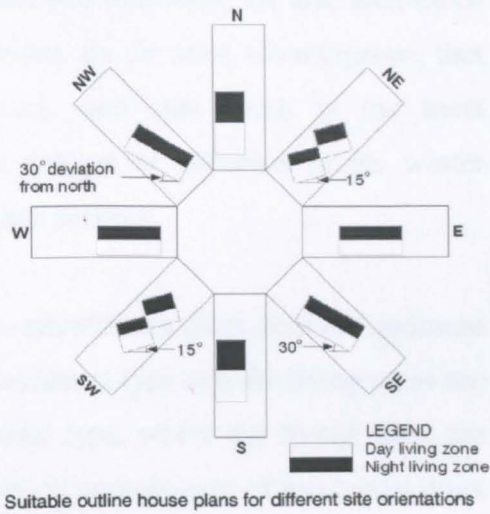 N
NW
NE
30° deviation
from north
15°
W
E
15°
30°
SW
SE
S
LEGEND
Day living zone
Night living zone
Suitable outline house plans for different site orientations